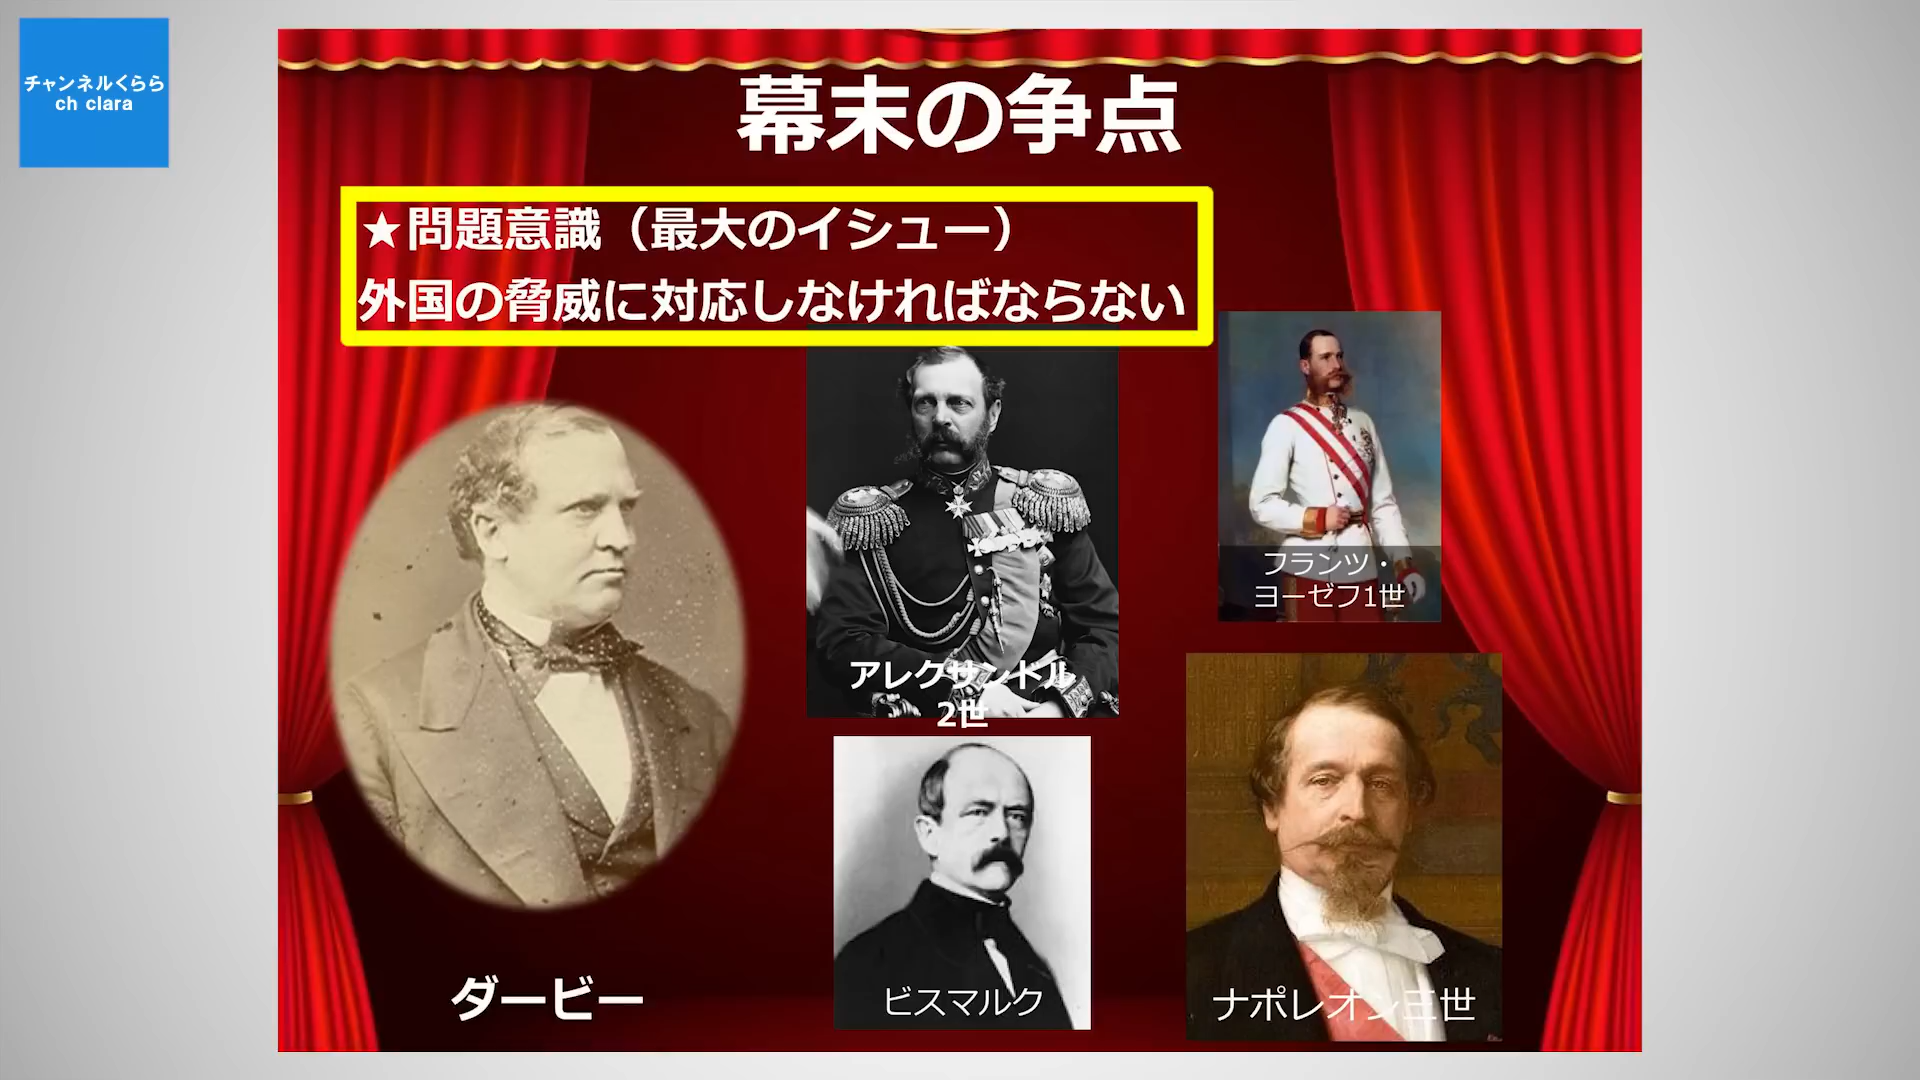 チャンネルくらら
ch clara
幕末の争点
★問題意識（最大のイシュー）
外国の脅威に対応しなければならない
フランツ・
ヨーゼフ1世
アレクサンドル
2世
ダービー
ビスマルク
ナポレオン三世